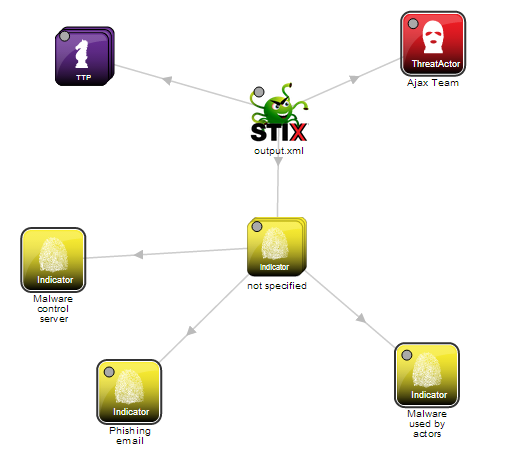 TTP
ThreatActor
Ajax Team
STIX
output.xml
Indicator
not specified
Indicator
Malware
control
server
Indicator
Phishing
email
Indicator
Malware
used by
actors